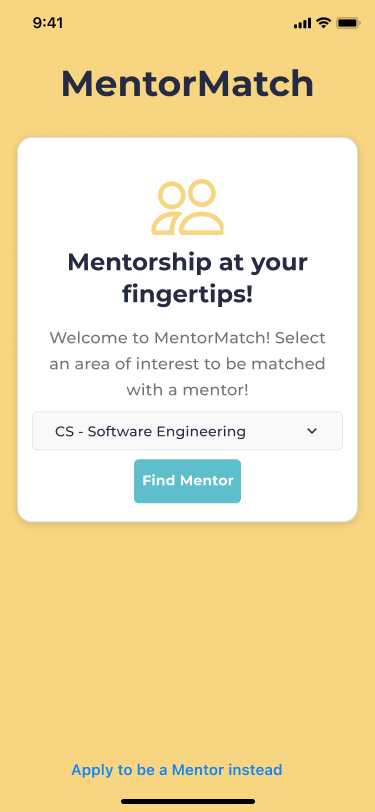 9:41
MentorMatch
Mentorship at your
fingertips!
Welcome to MentorMatch! Select
an area of interest to be matched
with a mentor!
CS - Software Engineering
Find Mentor
Apply to be a Mentor instead